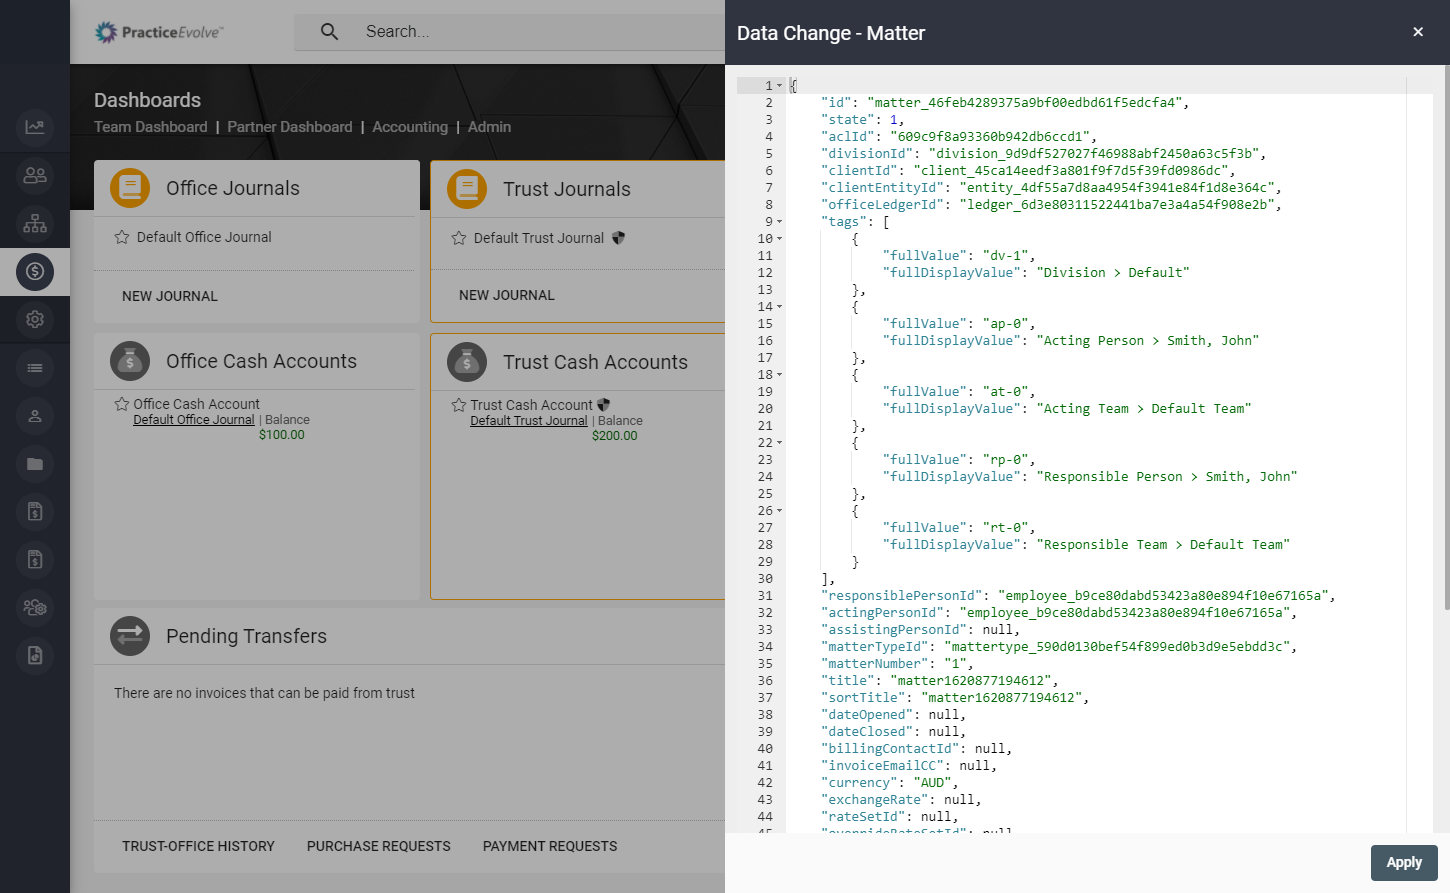 PracticeEvolve™
Search...
Dashboards
Team Dashboard | Partner Dashboard | Accounting | Admin
Office Journals
Default Office Journal
NEW JOURNAL
Trust Journals
Default Trust Journal
NEW JOURNAL
Office Cash Accounts
Office Cash Account
Default Office Journal | Balance
$100.00
Trust Cash Accounts
Trust Cash Account
Default Trust Journal | Balance
$200.00
Pending Transfers
There are no invoices that can be paid from trust
TRUST-OFFICE HISTORY PURCHASE REQUESTS PAYMENT REQUESTS
Data Change - Matter
×
1 {
2 "id": "matter_46feb4289375a9bf00edbd61f5edcfa4",
3 "state": 1,
4 "aclId": "609c9f8a93360b942db6ccd1",
5 "divisionId": "division_9d9df527027f46988abf2450a63c5f3b",
6 "clientId": "client_45ca14eedf3a801f9f7d5f39fd0986dc",
7 "clientEntityId": "entity_4df55a7d8aa4954f3941e84f1d8e364c",
8 "officeLedgerId": "ledger_6d3e80311522441ba7e3a4a54f908e2b",
9 "tags": [
10 {
11 "fullValue": "dv-1",
12 "fullDisplayValue": "Division > Default"
13 },
14 {
15 "fullValue": "ap-0",
16 "fullDisplayValue": "Acting Person > Smith, John"
17 },
18 {
19 "fullValue": "at-0",
20 "fullDisplayValue": "Acting Team > Default Team"
21 },
22 {
23 "fullValue": "rp-0",
24 "fullDisplayValue": "Responsible Person > Smith, John"
25 },
26 {
27 "fullValue": "rt-0",
28 "fullDisplayValue": "Responsible Team > Default Team"
29 }
30 ],
31 "responsiblePersonId": "employee_b9ce80dabd53423a80e894f10e67165a",
32 "actingPersonId": "employee_b9ce80dabd53423a80e894f10e67165a",
33 "assistingPersonId": null,
34 "matterTypeId": "mattertype_590d0130bef54f899ed0b3d9e5ebdd3c",
35 "matterNumber": "1",
36 "title": "matter1620877194612",
37 "sortTitle": "matter1620877194612",
38 "dateOpened": null,
39 "dateClosed": null,
40 "billingContactId": null,
41 "invoiceEmailCC": null,
42 "currency": "AUD",
43 "exchangeRate": null,
44 "rateSetId": null,
45 "overrideRateSetId": null
Apply